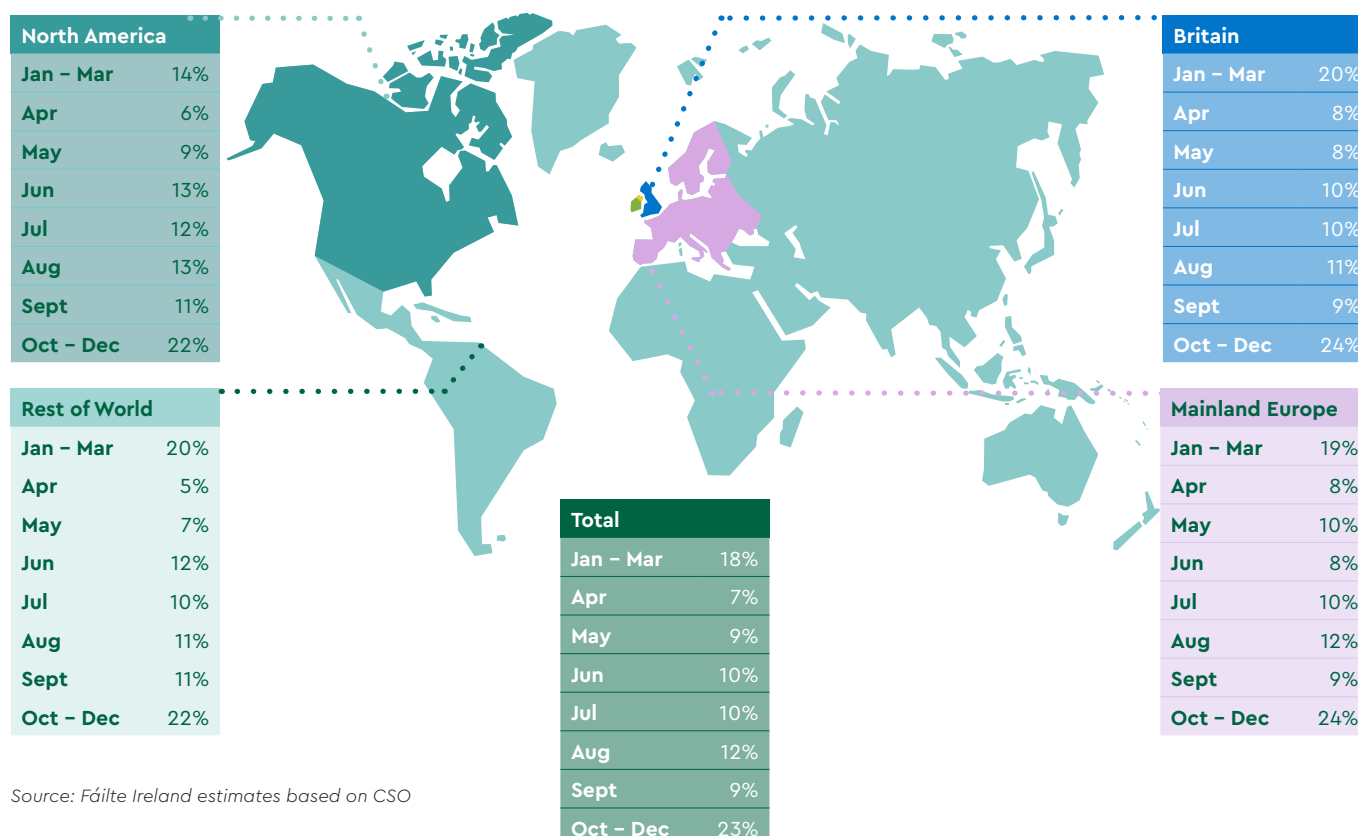 North America
Jan – Mar 14%
Apr 6%
May 9%
Jun 13%
Jul 12%
Aug 13%
Sept 11%
Oct – Dec 22%
Britain
Jan – Mar 20%
Apr 8%
May 8%
Jun 10%
Jul 10%
Aug 11%
Sept 9%
Oct – Dec 24%
Rest of World
Jan – Mar 20%
Apr 5%
May 7%
Jun 12%
Jul 10%
Aug 11%
Sept 11%
Oct – Dec 22%
Mainland Europe
Jan – Mar 19%
Apr 8%
May 10%
Jun 8%
Jul 10%
Aug 12%
Sept 9%
Oct – Dec 24%
Total
Jan – Mar 18%
Apr 7%
May 9%
Jun 10%
Jul 10%
Aug 12%
Sept 9%
Oct – Dec 23%
Source: Fáilte Ireland estimates based on CSO